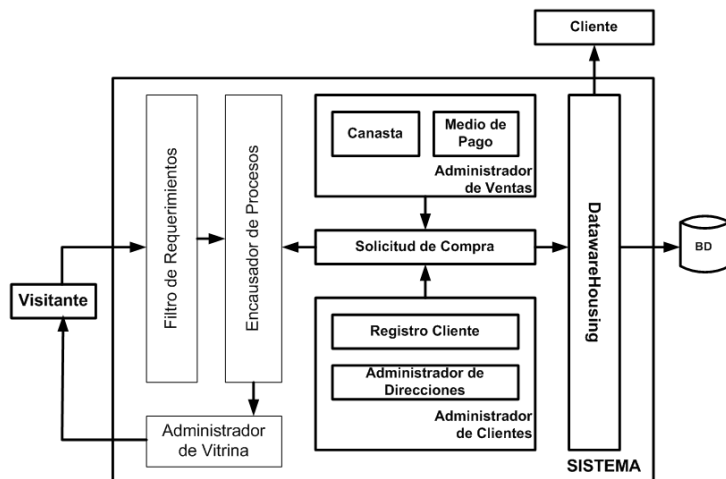 Cliente
Canasta
Medio de
Pago
Administrador
de Ventas
Filtro de Requerimientos
Encausador de Procesos
Solicitud de Compra
DatawareHousing
BD
Visitante
Registro Cliente
Administrador de
Direcciones
Administrador
de Clientes
Administrador
de Vitrina
SISTEMA